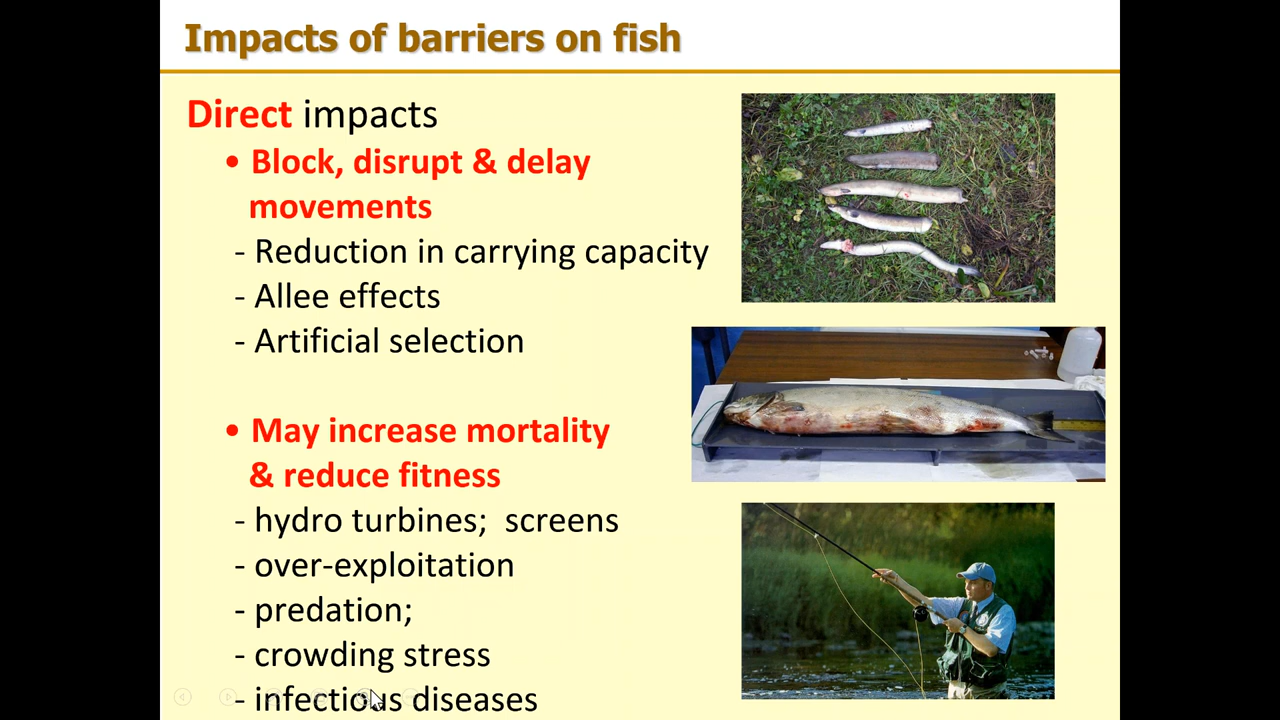 Impacts of barriers on fish
Direct impacts
• Block, disrupt & delay
movements
- Reduction in carrying capacity
- Allee effects
- Artificial selection
• May increase mortality
& reduce fitness
- hydro turbines; screens
- over-exploitation
- predation;
- crowding stress
- infectious diseases